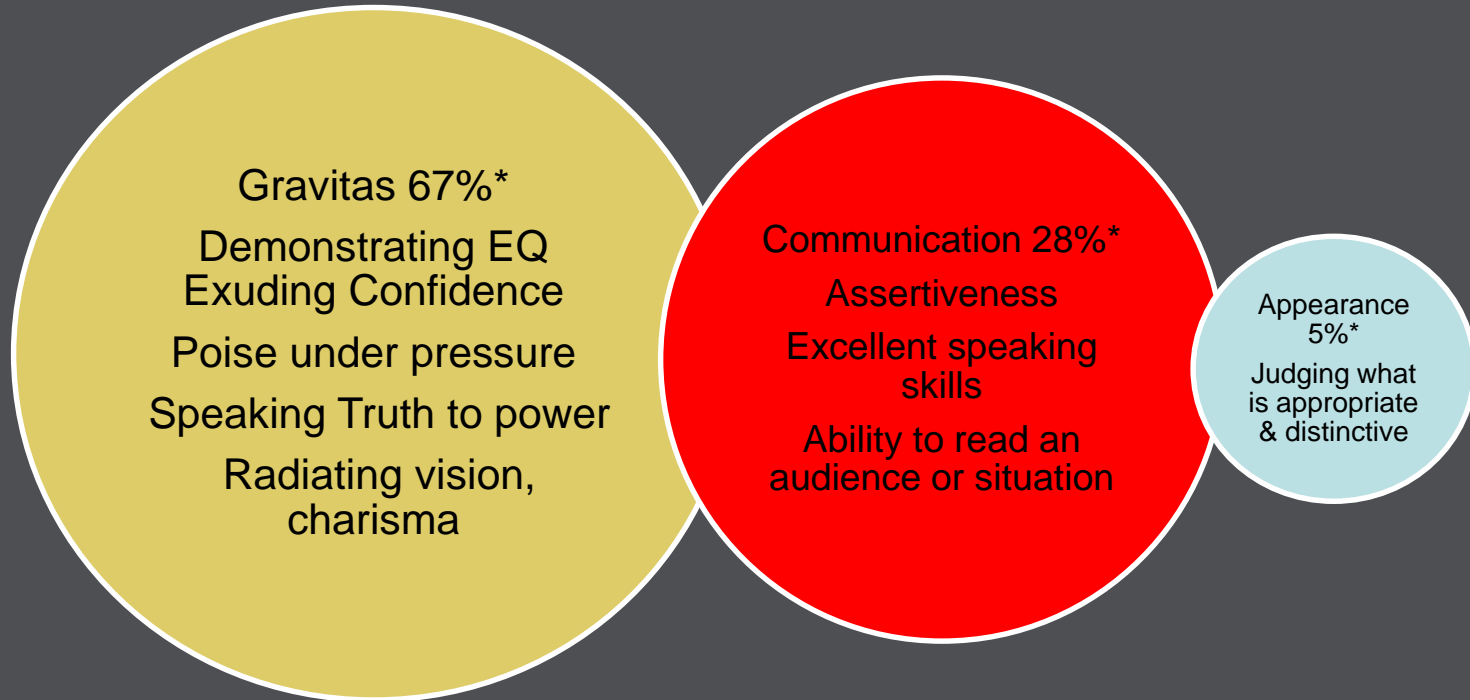 Gravitas 67%*
Demonstrating EQ
Exuding Confidence
Poise under pressure
Speaking Truth to power
Radiating vision,
charisma
Communication 28%*
Assertiveness
Excellent speaking
skills
Ability to read an
audience or situation
Appearance
5%*
Judging what
is appropriate
& distinctive